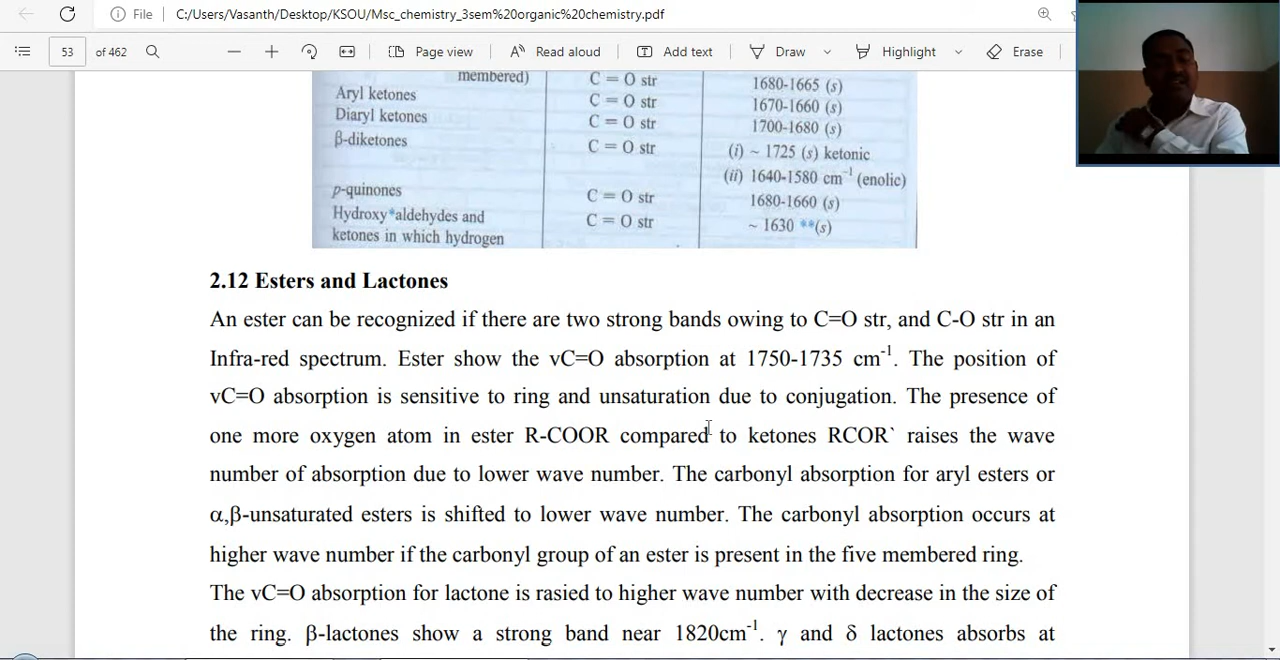 File C:/Users/Vasanth/Desktop/KSOU/Msc_chemistry_3sem%20organic%20chemistry.pdf
53 of 462 Page view Read aloud Add text Draw Highlight Erase
membered) C = O str 1680-1665 (s)
Aryl ketones C = O str 1670-1660 (s)
Diaryl ketones C = O str 1700-1680 (s)
β-diketones C = O str (i) ~ 1725 (s) ketonic
(ii) 1640-1580 cm⁻¹ (enolic)
p-quinones C = O str 1680-1660 (s)
Hydroxy*aldehydes and C = O str ~ 1630 **(s)
ketones in which hydrogen
2.12 Esters and Lactones
An ester can be recognized if there are two strong bands owing to C=O str, and C-O str in an
Infra-red spectrum. Ester show the νC=O absorption at 1750-1735 cm⁻¹. The position of
νC=O absorption is sensitive to ring and unsaturation due to conjugation. The presence of
one more oxygen atom in ester R-COOR compared to ketones RCOR` raises the wave
number of absorption due to lower wave number. The carbonyl absorption for aryl esters or
α,β-unsaturated esters is shifted to lower wave number. The carbonyl absorption occurs at
higher wave number if the carbonyl group of an ester is present in the five membered ring.
The νC=O absorption for lactone is rasied to higher wave number with decrease in the size of
the ring. β-lactones show a strong band near 1820cm⁻¹. γ and δ lactones absorbs at